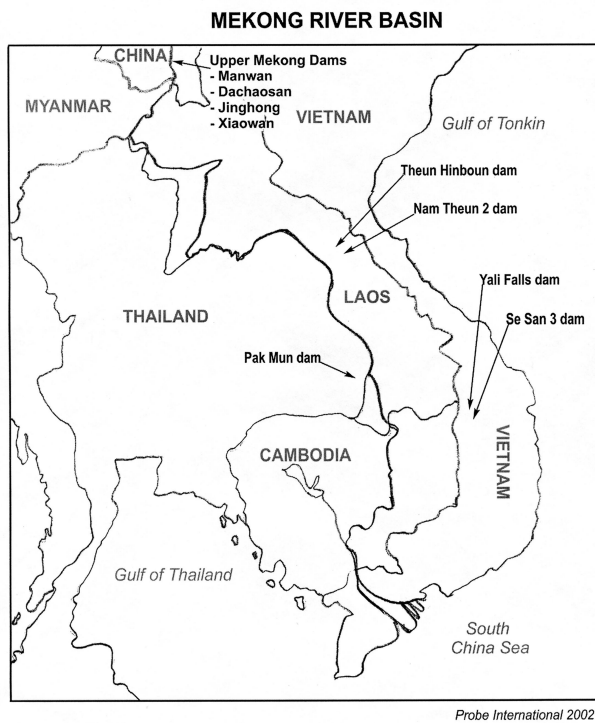 MEKONG RIVER BASIN
CHINA
Upper Mekong Dams
- Manwan
- Dachaosan
- Jinghong
- Xiaowan
MYANMAR
VIETNAM
Gulf of Tonkin
Theun Hinboun dam
Nam Theun 2 dam
Yali Falls dam
LAOS
THAILAND
Se San 3 dam
Pak Mun dam
CAMBODIA
VIETNAM
Gulf of Thailand
South
China Sea
Probe International 2002